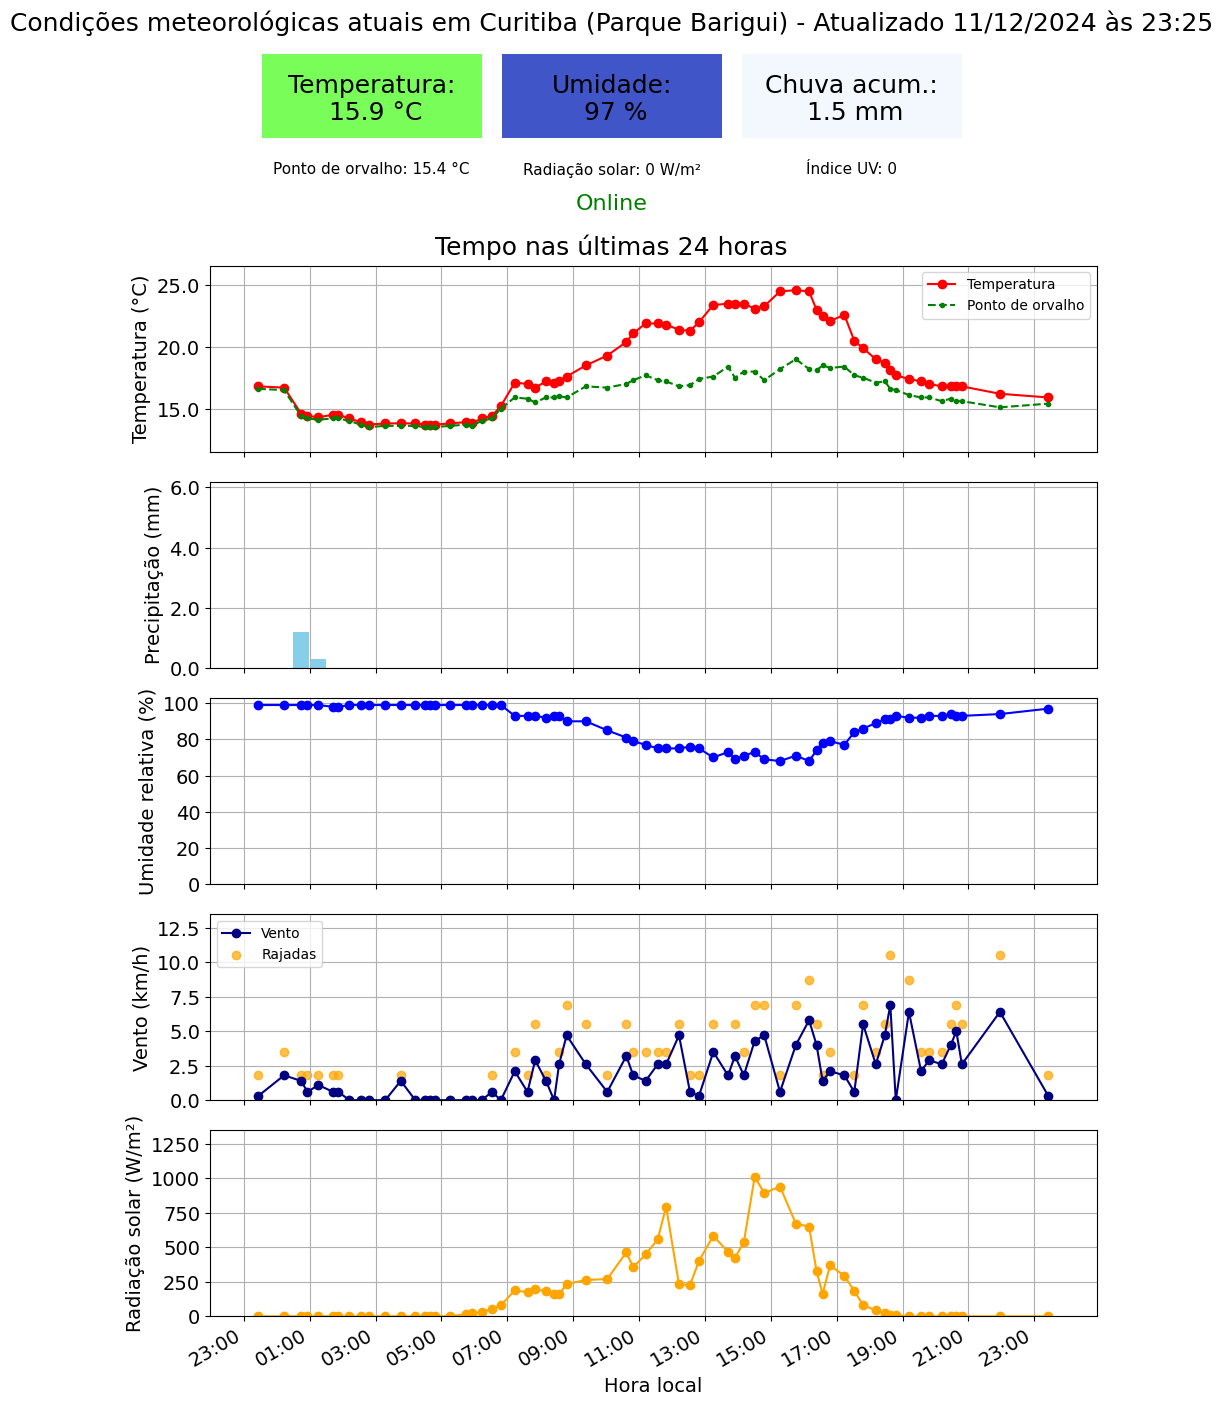 Condições meteorológicas atuais em Curitiba (Parque Barigui) - Atualizado 11/12/2024 às 23:25
Temperatura:
15.9 °C
Umidade:
97 %
Chuva acum.:
1.5 mm
Ponto de orvalho: 15.4 °C
Radiação solar: 0 W/m²
Índice UV: 0
Online
Tempo nas últimas 24 horas
Temperatura (°C)
25.0
20.0
15.0
Temperatura
Ponto de orvalho
Precipitação (mm)
6.0
4.0
2.0
0.0
Umidade relativa (%)
100
80
60
40
20
0
Vento (km/h)
12.5
10.0
7.5
5.0
2.5
0.0
Vento
Rajadas
Radiação solar (W/m²)
1250
1000
750
500
250
0
23:00
01:00
03:00
05:00
07:00
09:00
11:00
13:00
15:00
17:00
19:00
21:00
23:00
Hora local